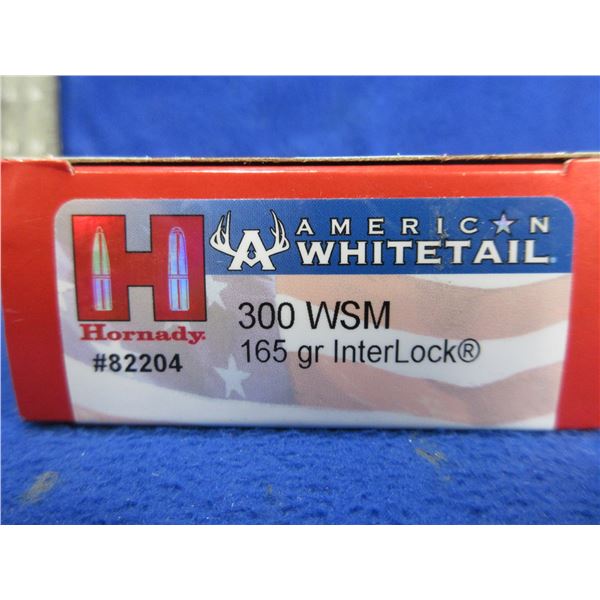 AMERICAN
WHITETAIL®
H
Hornady®
#82204
300 WSM
165 gr InterLock®